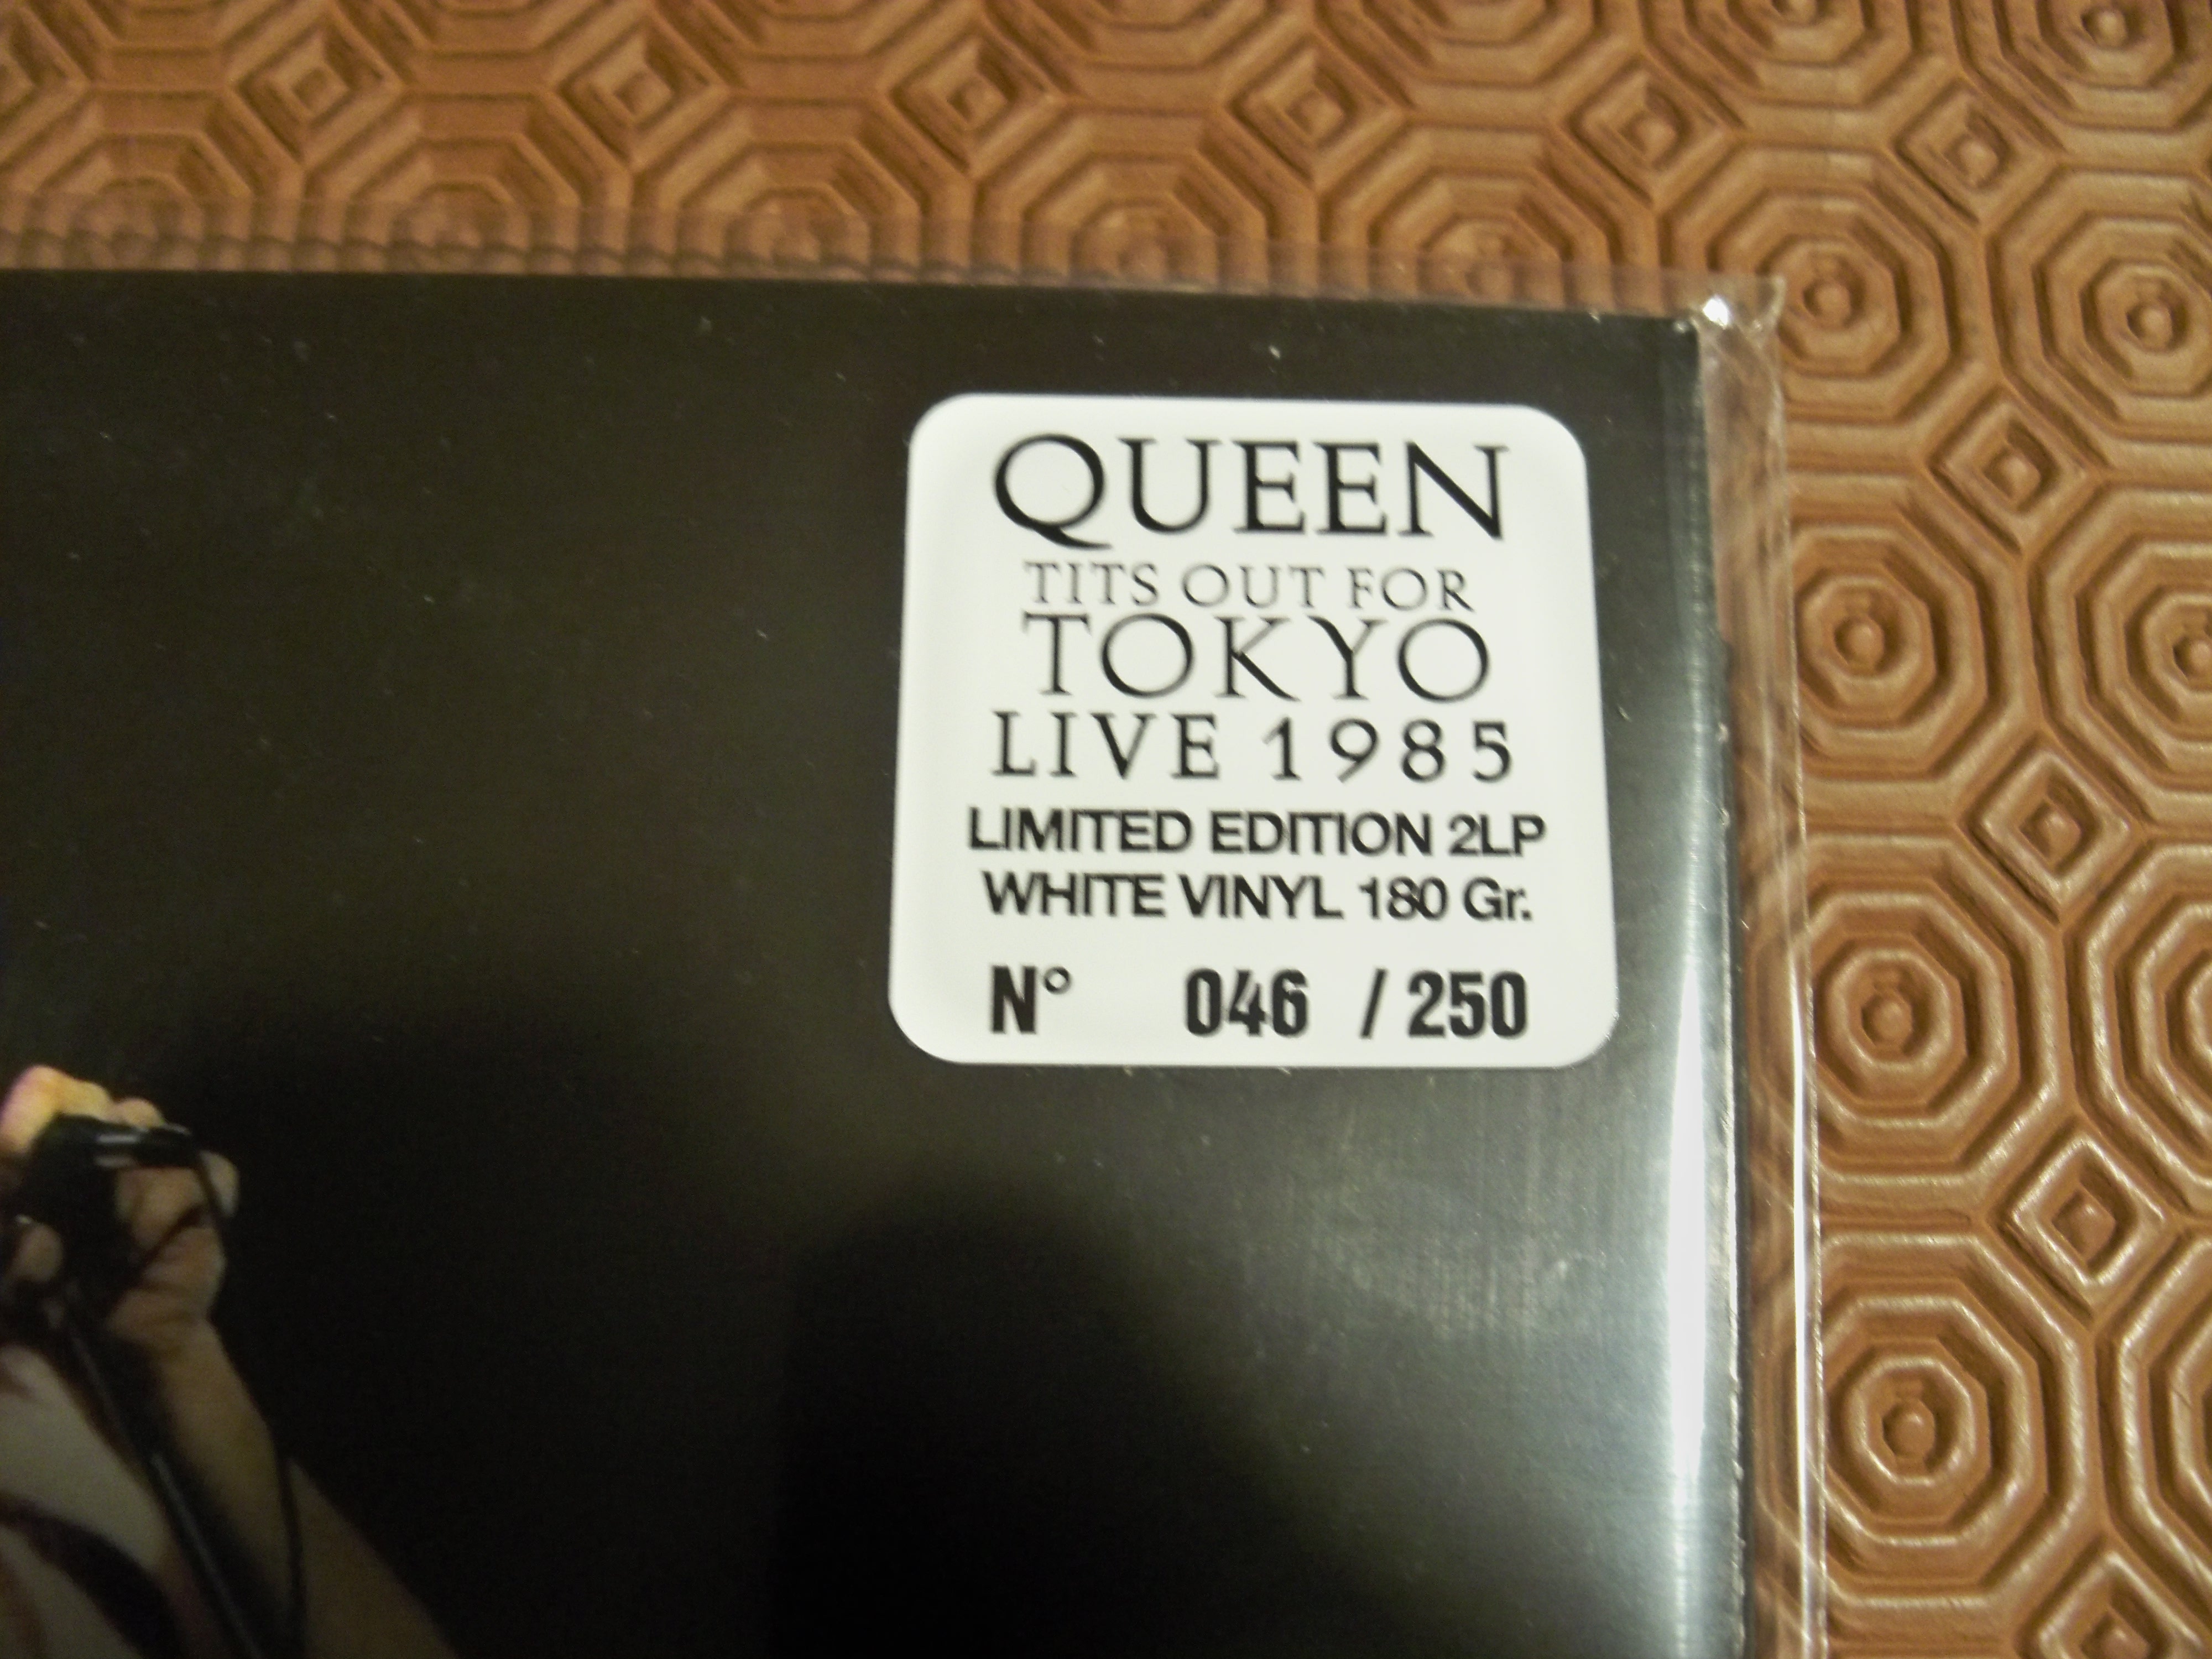 QUEEN
TITS OUT FOR
TOKYO
LIVE 1985
LIMITED EDITION 2LP
WHITE VINYL 180 Gr.
N° 046 / 250